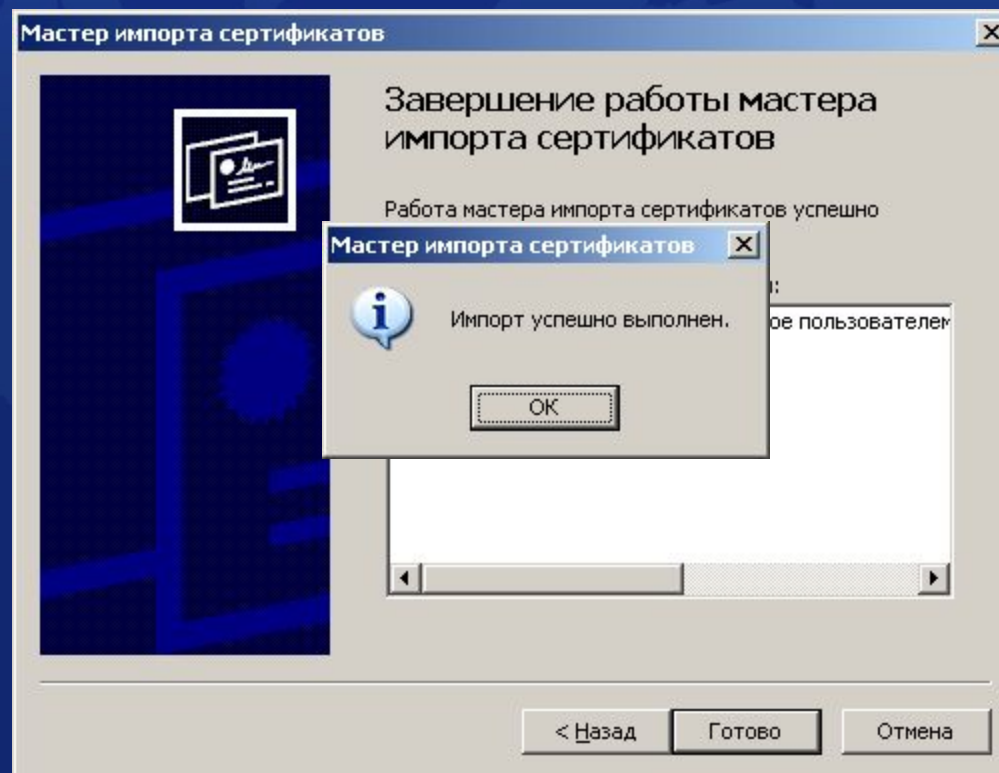 Мастер импорта сертификатов
Завершение работы мастера
импорта сертификатов
Работа мастера импорта сертификатов успешно
Мастер импорта сертификатов
Импорт успешно выполнен.
пользователем
ОК
< Назад
Готово
Отмена